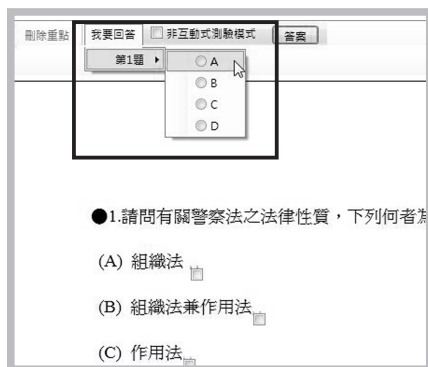 刪除重點 我要回答 非互動式測驗模式 答案
第1題 A
B
C
D
●1.請問有關警察法之法律性質,下列何者為
(A) 組織法
(B) 組織法兼作用法
(C) 作用法